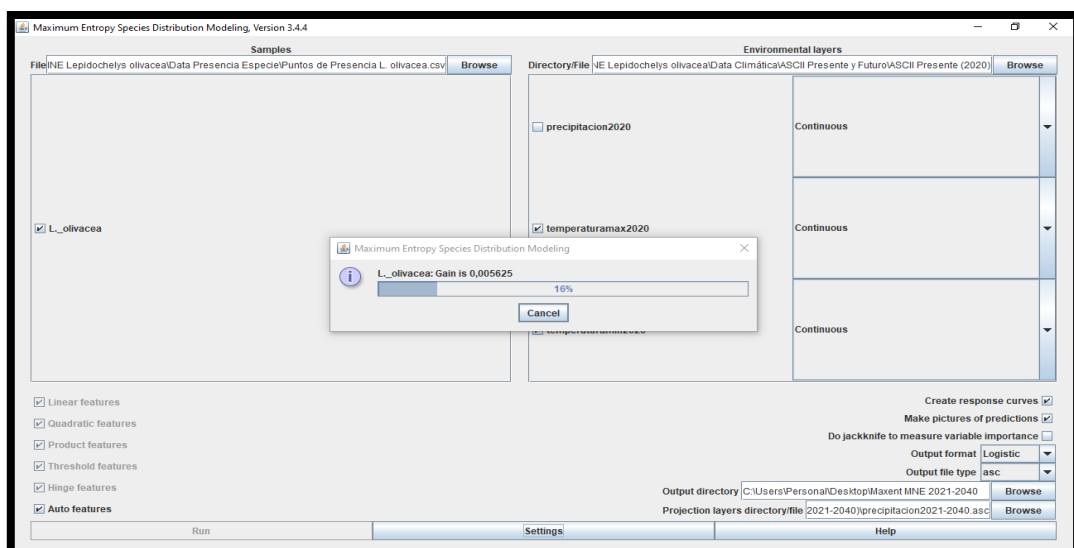 Maximum Entropy Species Distribution Modeling, Version 3.4.4
Samples
File INE Lepidochelys olivacea\Data Presencia Especie\Puntos de Presencia L. olivacea.csv Browse
Environmental layers
Directory/File NE Lepidochelys olivacea\Data Climática\ASCII Presente y Futuro\ASCII Presente (2020) Browse
precipitacion2020 Continuous
L._olivacea
temperaturamax2020 Continuous
Continuous
Maximum Entropy Species Distribution Modeling
L._olivacea: Gain is 0,005625
16%
Cancel
Linear features
Quadratic features
Product features
Threshold features
Hinge features
Auto features
Create response curves
Make pictures of predictions
Do jackknife to measure variable importance
Output format Logistic
Output file type asc
Output directory C:\Users\Personal\Desktop\Maxent MNE 2021-2040 Browse
Projection layers directory/file 2021-2040)\precipitacion2021-2040.asc Browse
Run Settings Help